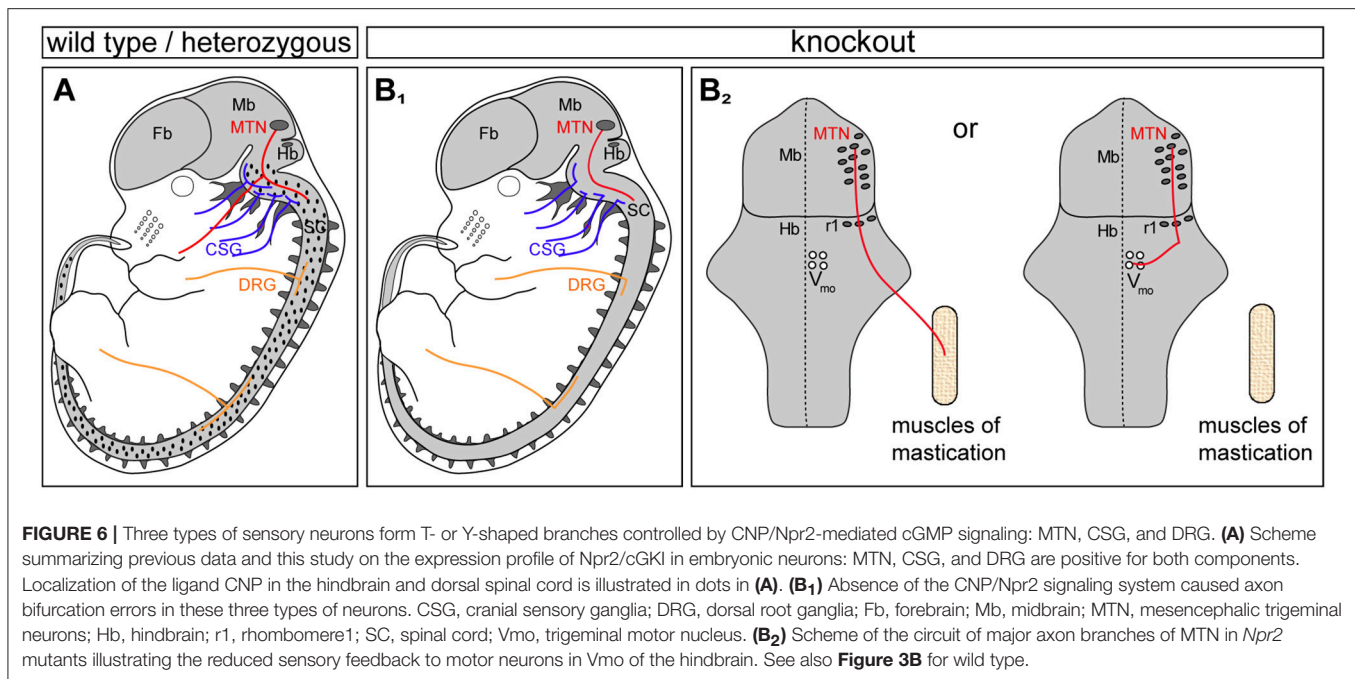 wild type / heterozygous
knockout
A
Mb
Fb
MTN
Hb
SC
CSG
DRG
B1
Mb
Fb
MTN
Hb
SC
CSG
DRG
B2
MTN
Mb
Hb
r1
Vmo
muscles of
mastication
or
MTN
Mb
Hb
r1
Vmo
muscles of
mastication
FIGURE 6 | Three types of sensory neurons form T- or Y-shaped branches controlled by CNP/Npr2-mediated cGMP signaling: MTN, CSG, and DRG. (A) Scheme
summarizing previous data and this study on the expression profile of Npr2/cGKI in embryonic neurons: MTN, CSG, and DRG are positive for both components.
Localization of the ligand CNP in the hindbrain and dorsal spinal cord is illustrated in dots in (A). (B1) Absence of the CNP/Npr2 signaling system caused axon
bifurcation errors in these three types of neurons. CSG, cranial sensory ganglia; DRG, dorsal root ganglia; Fb, forebrain; Mb, midbrain; MTN, mesencephalic trigeminal
neurons; Hb, hindbrain; r1, rhombomere1; SC, spinal cord; Vmo, trigeminal motor nucleus. (B2) Scheme of the circuit of major axon branches of MTN in Npr2
mutants illustrating the reduced sensory feedback to motor neurons in Vmo of the hindbrain. See also Figure 3B for wild type.